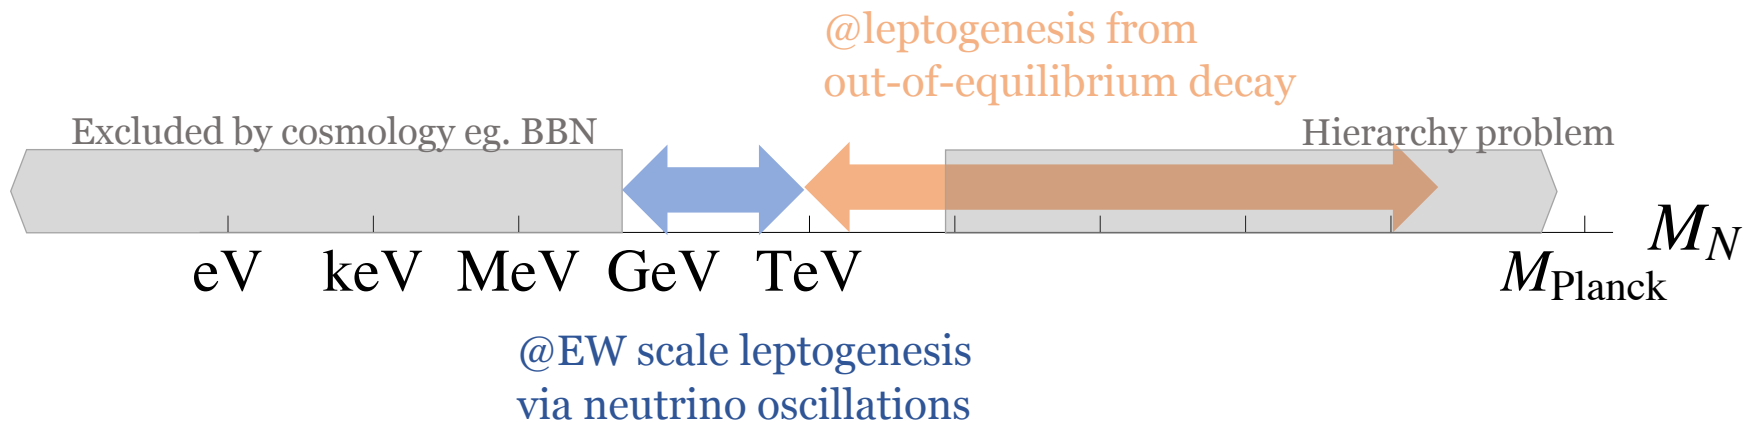 @leptogenesis from
out-of-equilibrium decay
Excluded by cosmology eg. BBN
Hierarchy problem
eV keV MeV GeV TeV M_Planck M_N
@EW scale leptogenesis
via neutrino oscillations